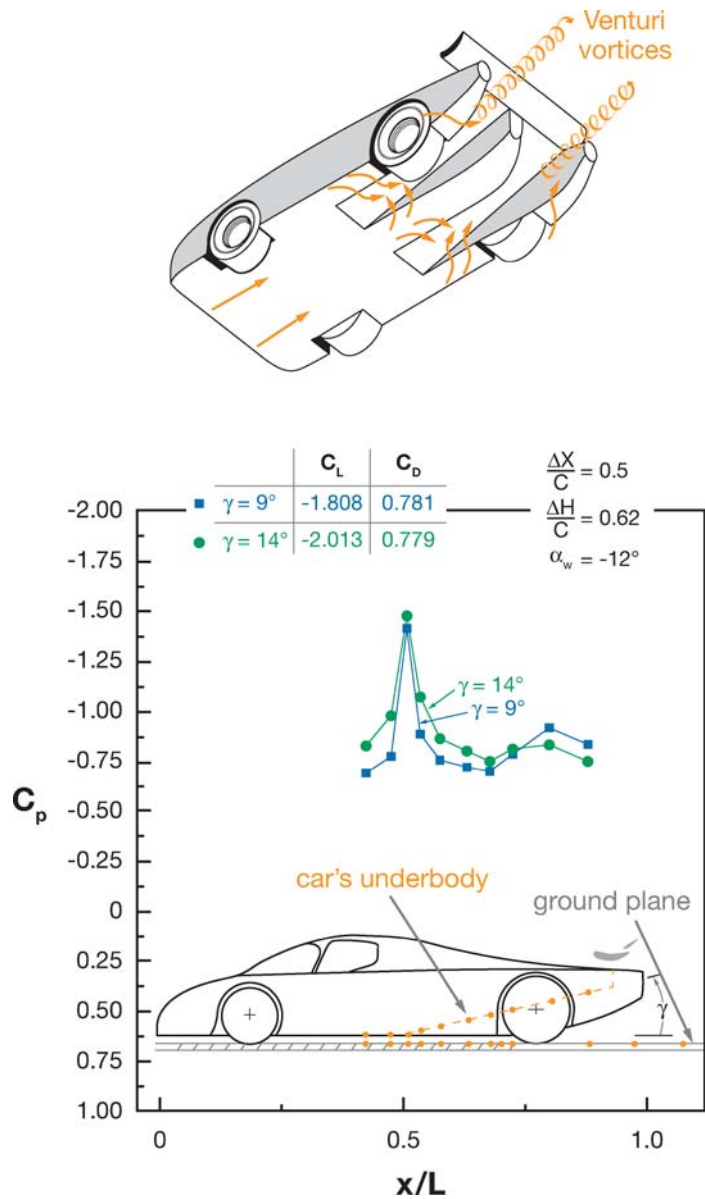 Venturi
vortices
C_L C_D
γ = 9° -1.808 0.781
γ = 14° -2.013 0.779
ΔX/C = 0.5
ΔH/C = 0.62
α_w = -12°
-2.00
-1.75
-1.50
-1.25
-1.00
-0.75
-0.50
-0.25
0
0.25
0.50
0.75
1.00
C_p
γ = 14°
γ = 9°
car's underbody
ground plane
γ
0 0.5 1.0
x/L